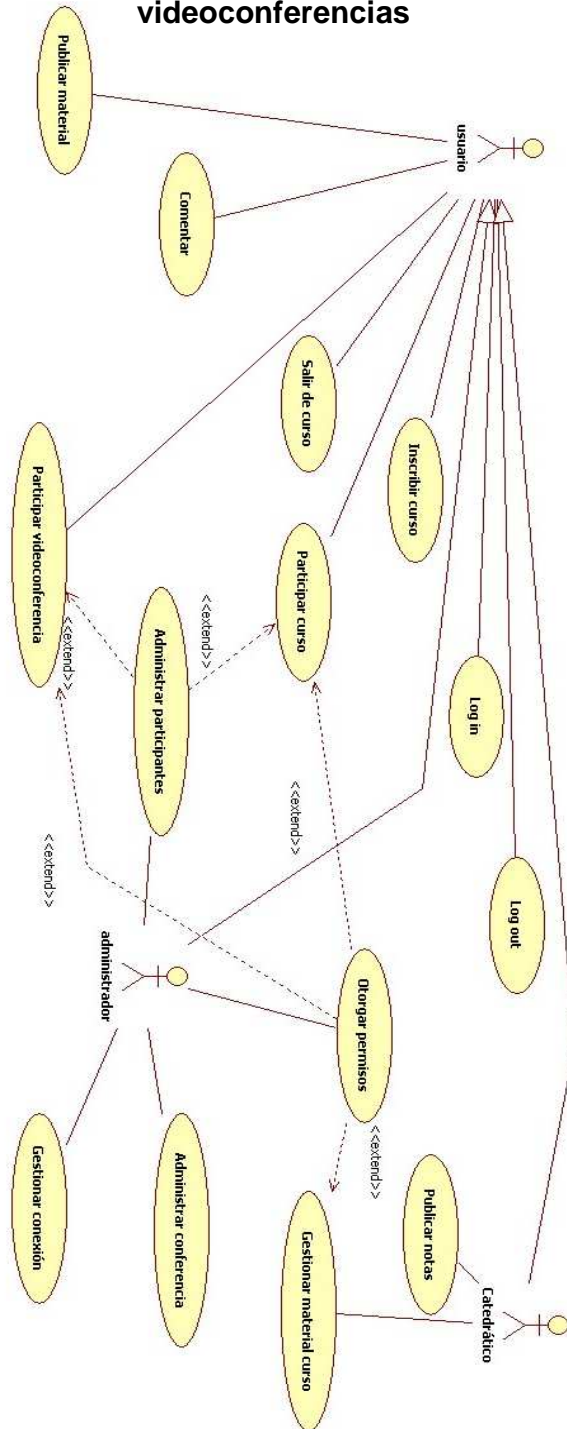 videoconferencias
Publicar material
usuario
Comentar
Salir de curso
Inscribir curso
Participar videoconferencia
Participar curso
<<extend>>
<<extend>>
Administrar participantes
Log in
<<extend>>
<<extend>>
Log out
administrador
Otorgar permisos
<<extend>>
Gestionar conexión
Administrar conferencia
Publicar notas
Catedrático
Gestionar material curso